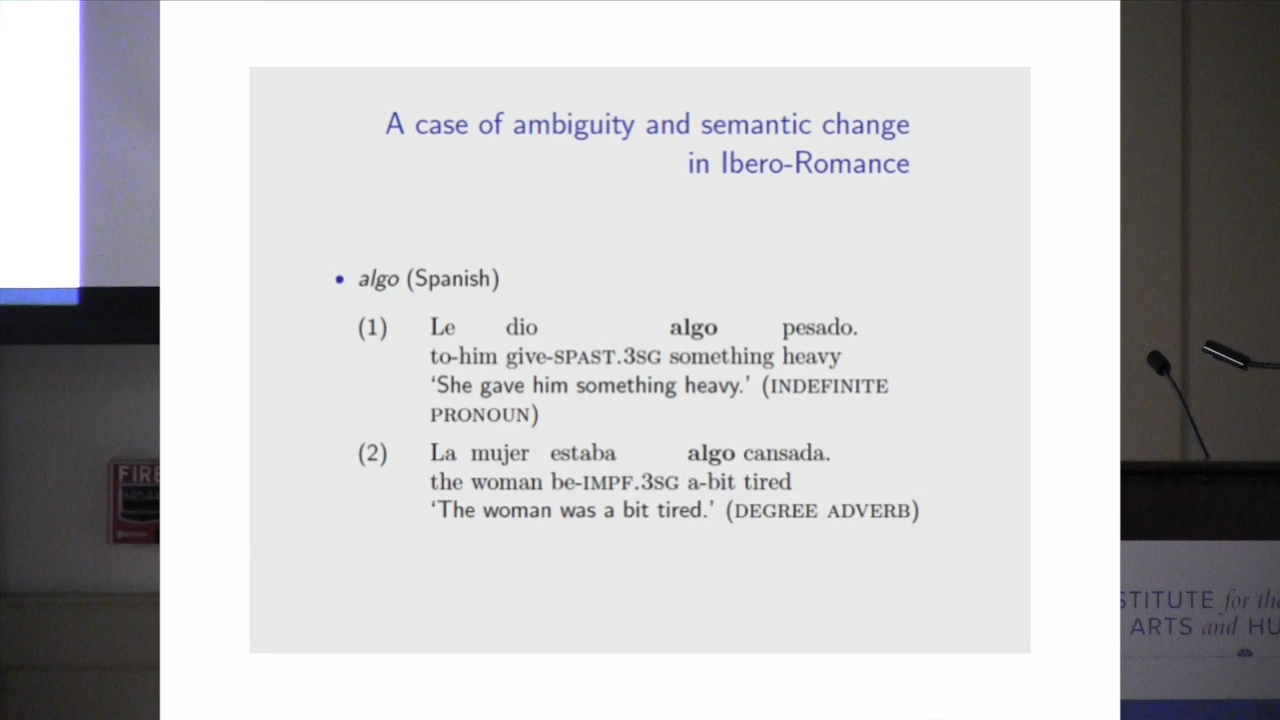 A case of ambiguity and semantic change
in Ibero-Romance
• algo (Spanish)
(1) Le dio algo pesado.
to-him give-SPAST.3SG something heavy
‘She gave him something heavy.’ (INDEFINITE
PRONOUN)
(2) La mujer estaba algo cansada.
the woman be-IMPF.3SG a-bit tired
‘The woman was a bit tired.’ (DEGREE ADVERB)
FIRE
STITUTE for the
ARTS and HU